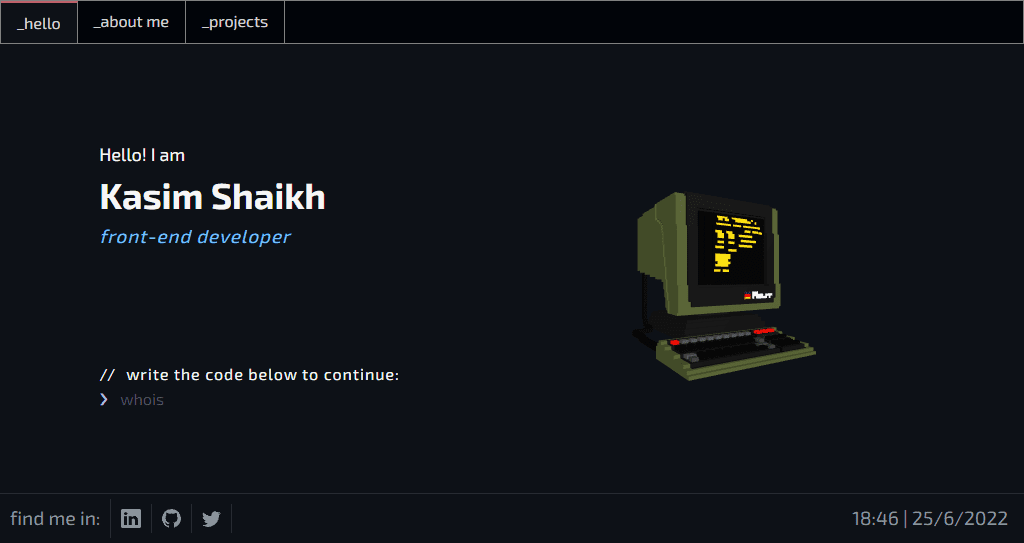 _hello
_about me
_projects
Hello! I am
Kasim Shaikh
front-end developer
// write the code below to continue:
❯ whois
find me in:
18:46 | 25/6/2022